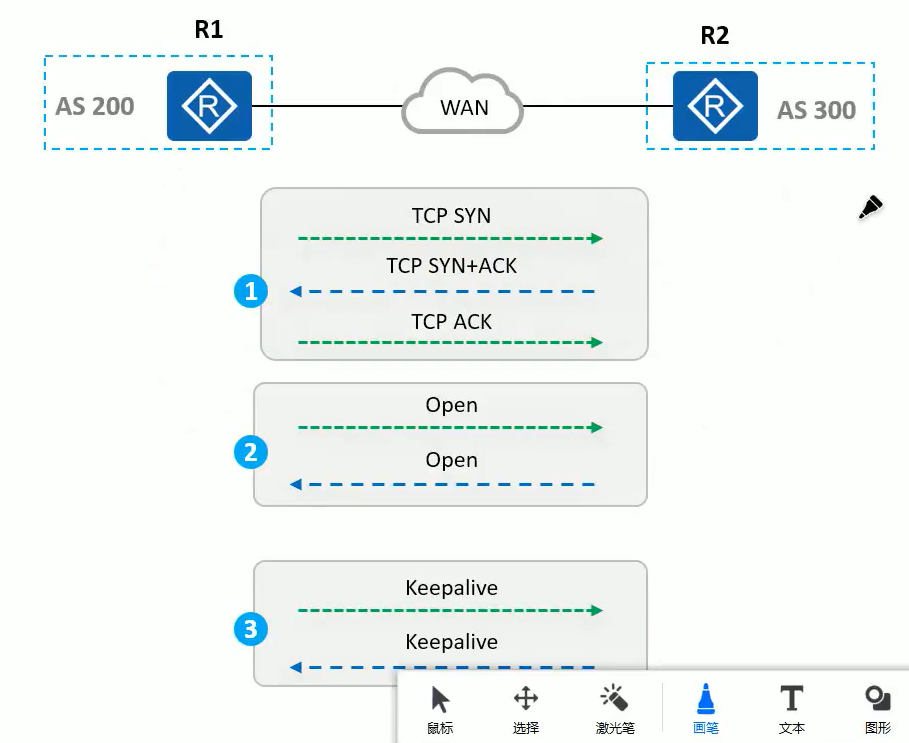 R1
R2
AS 200
R
WAN
R
AS 300
TCP SYN
TCP SYN+ACK
1
TCP ACK
Open
2
Open
Keepalive
3
Keepalive
鼠标
选择
激光笔
画笔
T
文本
图形